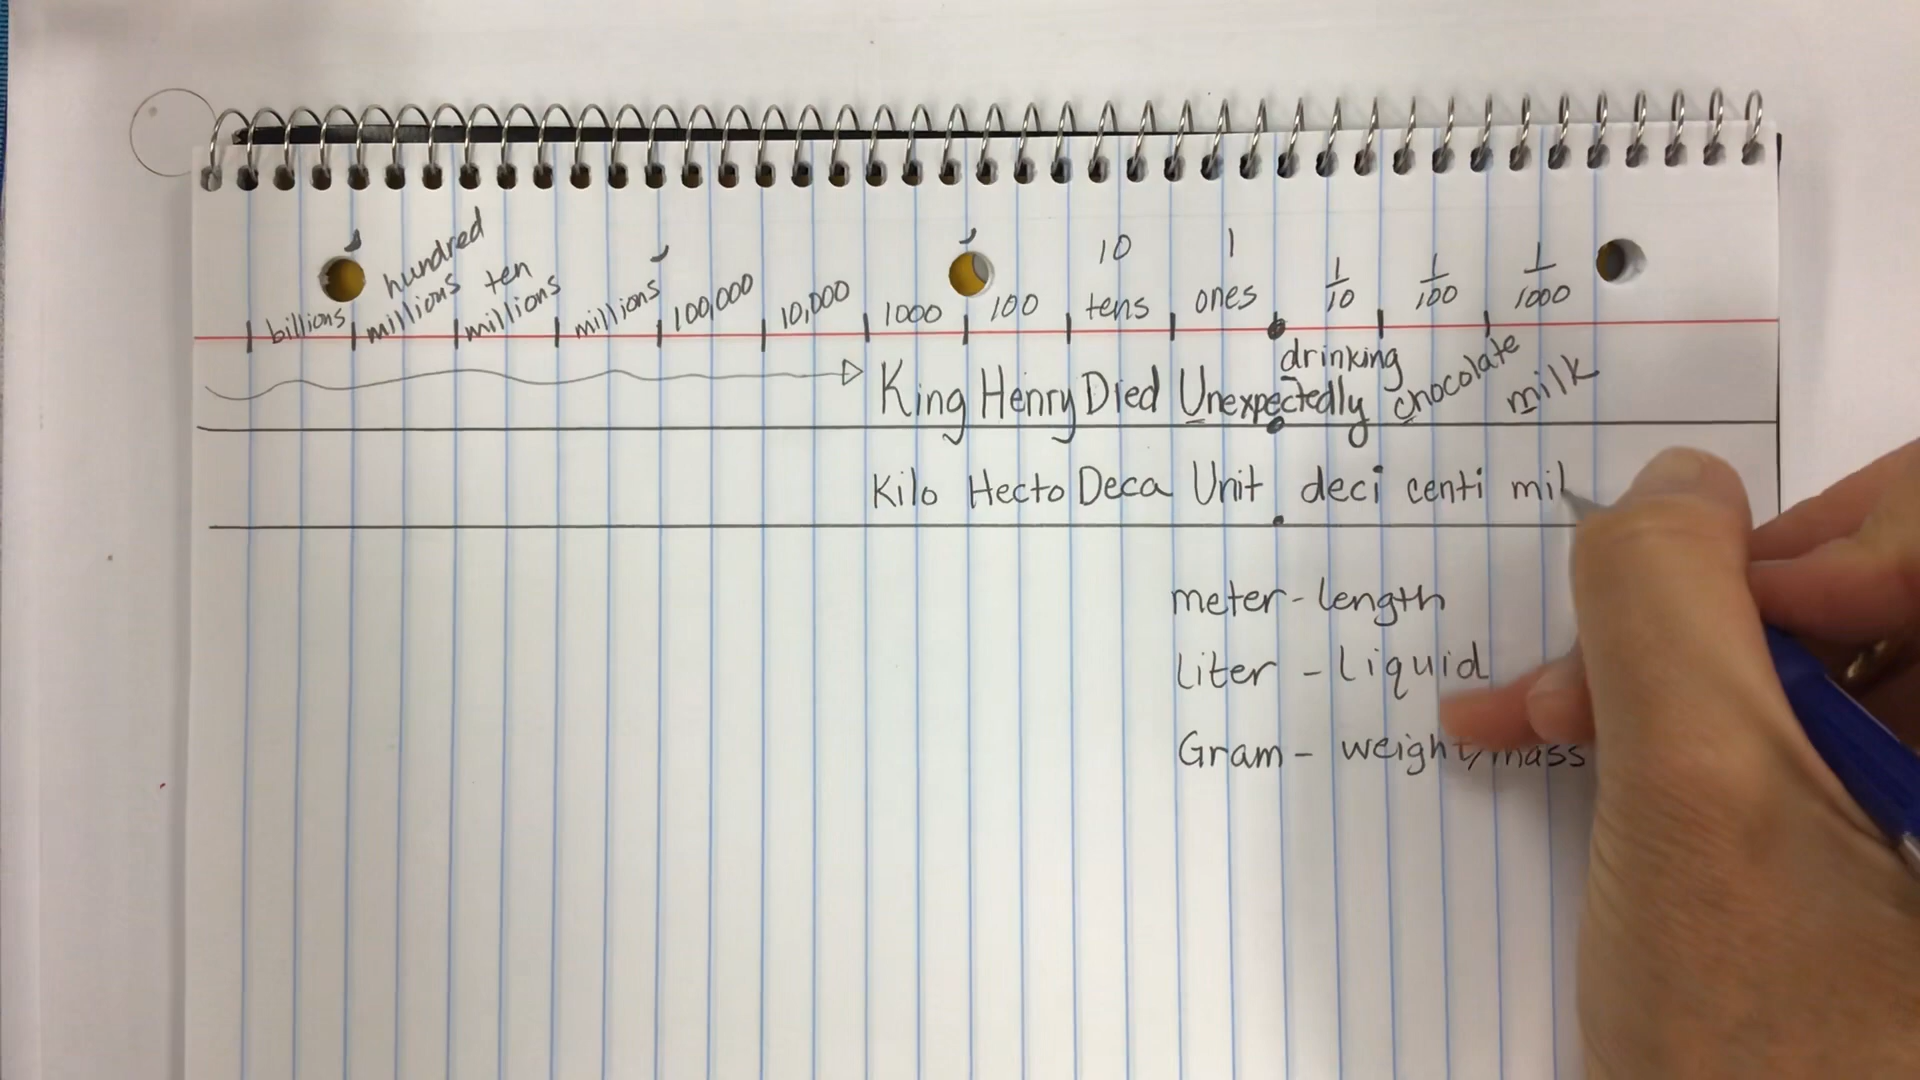 hundred
millions ten
millions
10 1
billions millions 100,000 10,000 1000 100 tens ones 1/10 1/100 1/1000
King Henry Died Unexpectedly drinking chocolate milk
Kilo Hecto Deca Unit deci centi mil
meter - length
Liter - Liquid
Gram - weight/mass